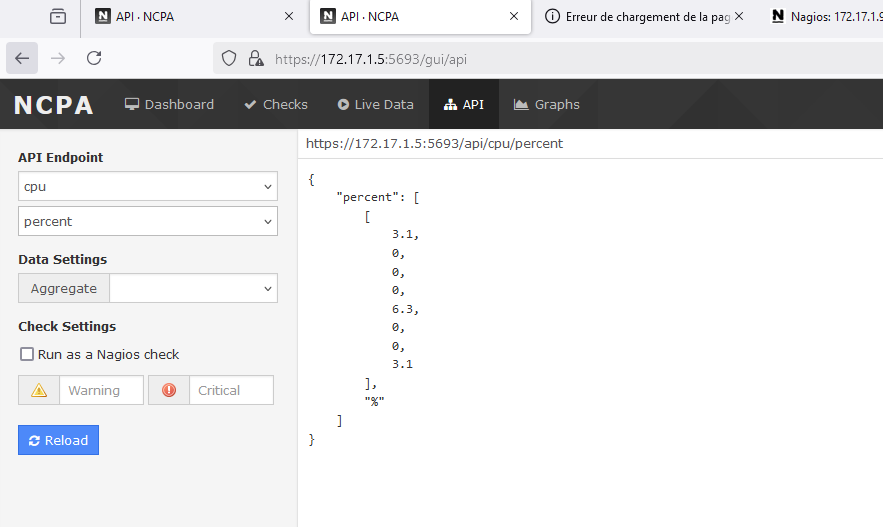 API · NCPA
API · NCPA
Erreur de chargement de la pag
Nagios: 172.17.1.9
https://172.17.1.5:5693/gui/api
NCPA
Dashboard
Checks
Live Data
API
Graphs
API Endpoint
cpu
percent
Data Settings
Aggregate
Check Settings
Run as a Nagios check
Warning
Critical
Reload
https://172.17.1.5:5693/api/cpu/percent
{
"percent": [
[
3.1,
0,
0,
0,
6.3,
0,
0,
3.1
],
"%"
]
}